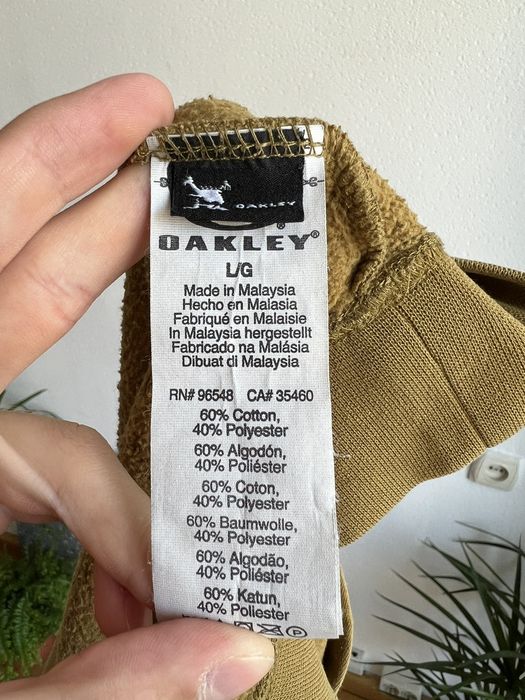 OAKLEY
OAKLEY®
L/G
Made in Malaysia
Hecho en Malasia
Fabriqué en Malaisie
In Malaysia hergestellt
Fabricado na Malásia
Dibuat di Malaysia
RN# 96548 CA# 35460
60% Cotton,
40% Polyester
60% Algodón,
40% Poliéster
60% Coton,
40% Polyester
60% Baumwolle,
40% Polyester
60% Algodão,
40% Poliéster
60% Katun,
40% Poliester
P